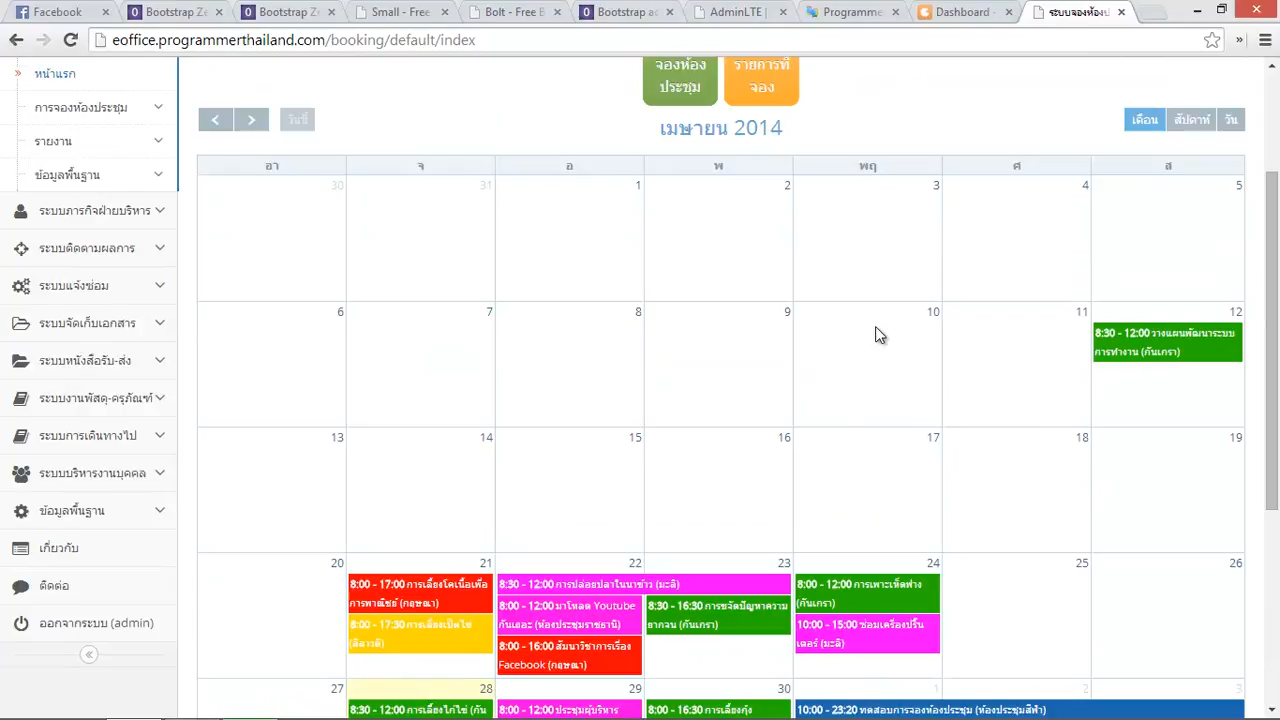 Facebook
Bootstrap Ze
Bootstrap Ze
Small - Free
Bolt - Free B
Bootstrap ac
AdminLTE |
Programme
Dashboard -
ระบบจองห้องป
eoffice.programmerthailand.com/booking/default/index
หน้าแรก
การจองห้องประชุม
รายงาน
ข้อมูลพื้นฐาน
ระบบภารกิจฝ่ายบริหาร
ระบบติดตามผลการ
ระบบแจ้งซ่อม
ระบบจัดเก็บเอกสาร
ระบบหนังสือรับ-ส่ง
ระบบงานพัสดุ-ครุภัณฑ์
ระบบการเดินทางไป
ระบบบริหารงานบุคคล
ข้อมูลพื้นฐาน
เกี่ยวกับ
ติดต่อ
ออกจากระบบ (admin)
จองห้อง
ประชุม
รายการที่
จอง
วันนี้
เมษายน 2014
เดือน สัปดาห์ วัน
อา จ อ พ พฤ ศ ส
30 31 1 2 3 4 5
6 7 8 9 10 11 12
8:30 - 12:00 วางแผนพัฒนาระบบ
การทำงาน (กันเกรา)
13 14 15 16 17 18 19
20 21 22 23 24 25 26
8:00 - 17:00 การเลี้ยงโคเนื้อเพื่อ
การพาณิชย์ (กฤษณา)
8:00 - 17:30 การเลี้ยงเป็ดไข่
8:30 - 12:00 การปล่อยปลาในนาข้าว (มะลิ)
8:00 - 12:00 มาโหลด Youtube
กันเถอะ (ห้องประชุมราชธานี)
8:00 - 16:00 สัมนาวิชาการเรื่อง
Facebook (กฤษณา)
8:30 - 16:30 การขจัดปัญหาความ
ยากจน (กันเกรา)
8:00 - 12:00 การเพาะเห็ดฟาง
(กันเกรา)
10:00 - 15:00 ซ่อมเครื่องปริ้น
เตอร์ (มะลิ)
27 28 29 30 1 2 3
8:30 - 12:00 การเลี้ยงไก่ไข่ (กัน
8:00 - 12:00 ประชุมผู้บริหาร
8:00 - 16:30 การเลี้ยงกุ้ง
10:00 - 23:20 ทดสอบการจองห้องประชุม (ห้องประชุมสีฟ้า)